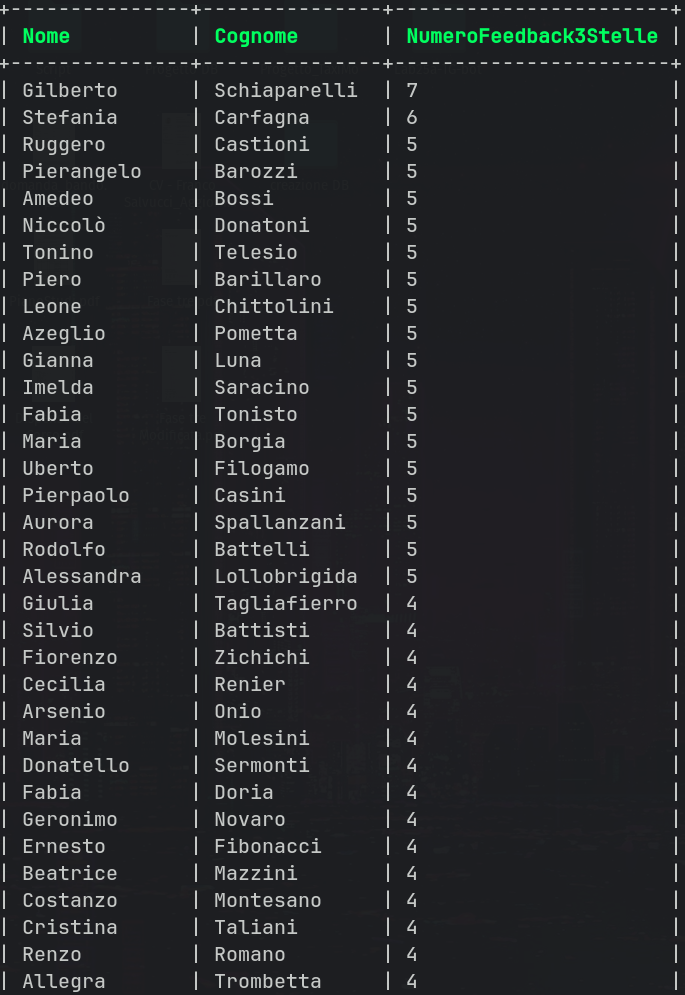 +---------------+---------------+-----------------------+
| Nome          | Cognome       | NumeroFeedback3Stelle |
+---------------+---------------+-----------------------+
| Gilberto      | Schiaparelli  | 7                     |
| Stefania      | Carfagna      | 6                     |
| Ruggero       | Castioni      | 5                     |
| Pierangelo    | Barozzi       | 5                     |
| Amedeo        | Bossi         | 5                     |
| Niccolò       | Donatoni      | 5                     |
| Tonino        | Telesio       | 5                     |
| Piero         | Barillaro     | 5                     |
| Leone         | Chittolini    | 5                     |
| Azeglio       | Pometta       | 5                     |
| Gianna        | Luna          | 5                     |
| Imelda        | Saracino      | 5                     |
| Fabia         | Tonisto       | 5                     |
| Maria         | Borgia        | 5                     |
| Uberto        | Filogamo      | 5                     |
| Pierpaolo     | Casini        | 5                     |
| Aurora        | Spallanzani   | 5                     |
| Rodolfo       | Battelli      | 5                     |
| Alessandra    | Lollobrigida  | 5                     |
| Giulia        | Tagliafierro  | 4                     |
| Silvio        | Battisti      | 4                     |
| Fiorenzo      | Zichichi      | 4                     |
| Cecilia       | Renier        | 4                     |
| Arsenio       | Onio          | 4                     |
| Maria         | Molesini      | 4                     |
| Donatello     | Sermonti      | 4                     |
| Fabia         | Doria         | 4                     |
| Geronimo      | Novaro        | 4                     |
| Ernesto       | Fibonacci     | 4                     |
| Beatrice      | Mazzini       | 4                     |
| Costanzo      | Montesano     | 4                     |
| Cristina      | Taliani       | 4                     |
| Renzo         | Romano        | 4                     |
| Allegra       | Trombetta     | 4                     |